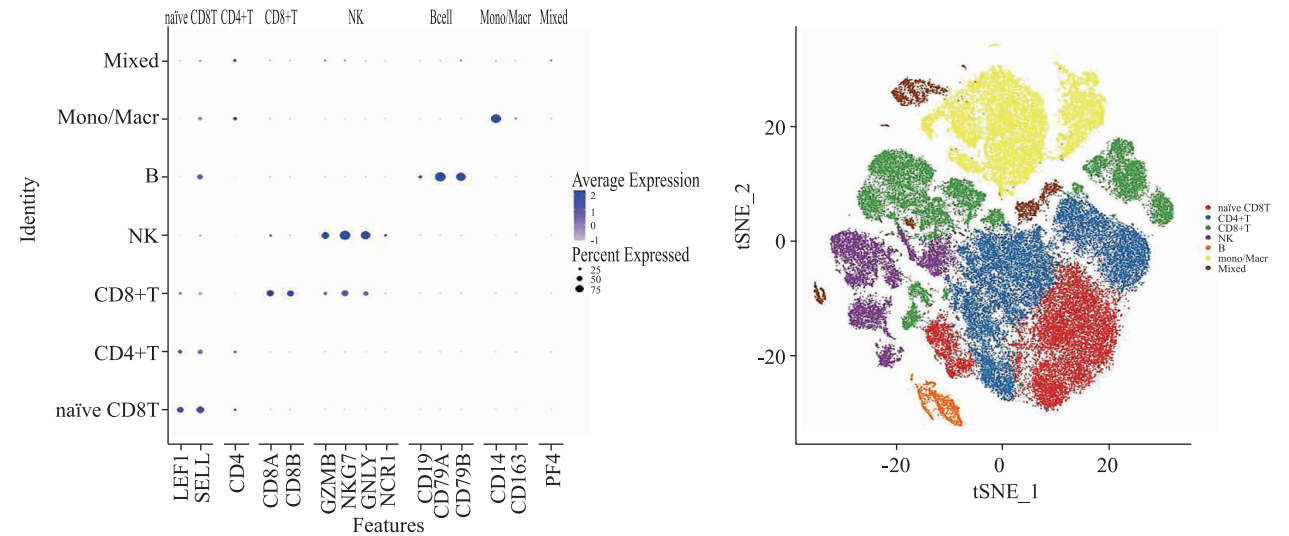 naïve CD8T CD4+T CD8+T NK Bcell Mono/Macr Mixed
Identity
Mixed
Mono/Macr
B
NK
CD8+T
CD4+T
naïve CD8T
LEF1 SELL CD4 CD8A CD8B GZMB NKG7 GNLY NCR1 CD19 CD79A CD79B CD14 CD163 PF4
Features
Average Expression
2
1
0
-1
Percent Expressed
25
50
75
tSNE_2
20
0
-20
-20 0 20
tSNE_1
naïve CD8T
CD4+T
CD8+T
NK
B
mono/Macr
Mixed